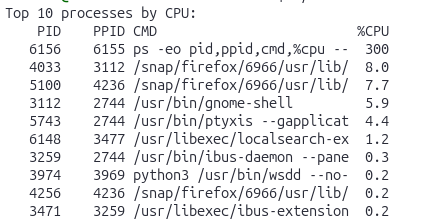 Top 10 processes by CPU:
    PID    PPID CMD                         %CPU
   6156    6155 ps -eo pid,ppid,cmd,%cpu --  300
   4033    3112 /snap/firefox/6966/usr/lib/  8.0
   5100    4236 /snap/firefox/6966/usr/lib/  7.7
   3112    2744 /usr/bin/gnome-shell         5.9
   5743    2744 /usr/bin/ptyxis --gapplicat  4.4
   6148    3477 /usr/libexec/localsearch-ex  1.2
   3259    2744 /usr/bin/ibus-daemon --pane  0.3
   3974    3969 python3 /usr/bin/wsdd --no-  0.2
   4256    4236 /snap/firefox/6966/usr/lib/  0.2
   3471    3259 /usr/libexec/ibus-extension  0.2